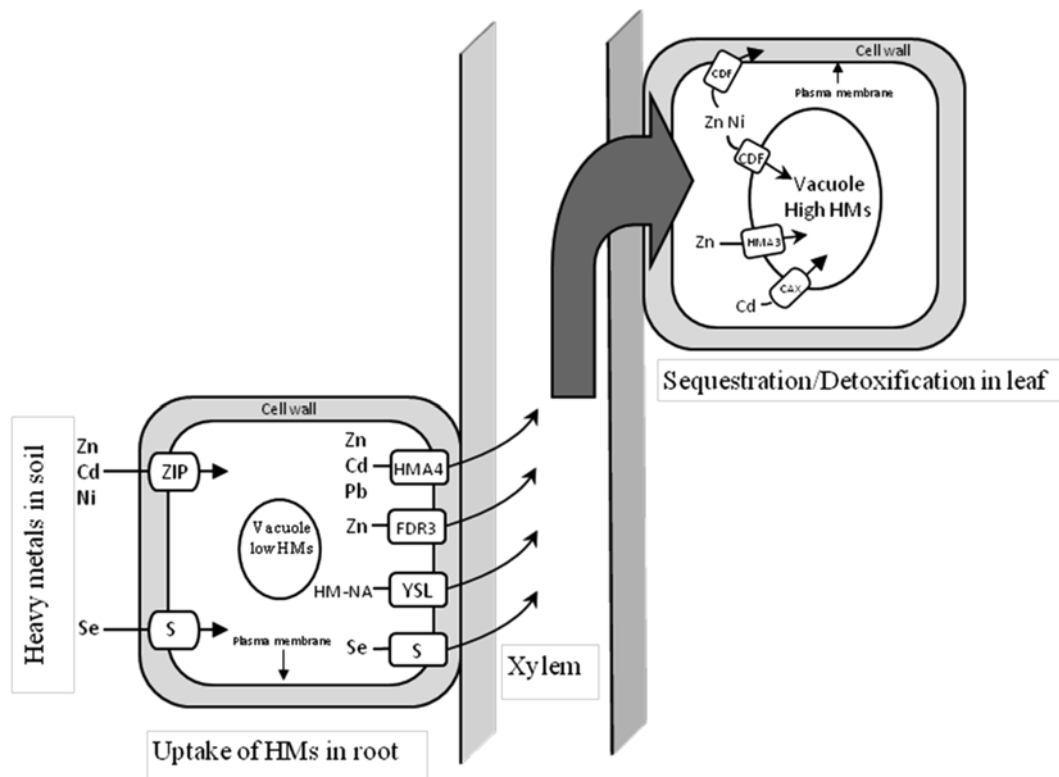 Cell wall
CDF
Plasma membrane
Zn Ni
CDF
Vacuole
High HMs
Zn
HMA3
Cd
CAX
Sequestration/Detoxification in leaf
Heavy metals in soil
Cell wall
Zn
Cd
Ni
ZIP
Zn
Cd
Pb
HMA4
Vacuole
low HMs
Zn
FDR3
HM-NA
YSL
Se
S
Plasma membrane
Se
S
Xylem
Uptake of HMs in root